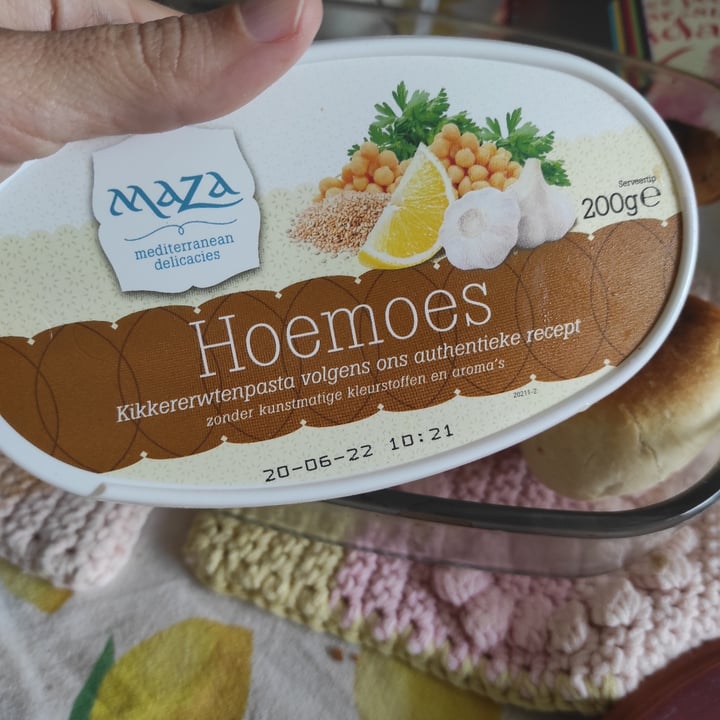 maza
mediterranean
delicacies
Serveertip
200g℮
Hoemoes
Kikkererwtenpasta volgens ons authentieke recept
zonder kunstmatige kleurstoffen en aroma's
20211-2
20-06-22 10:21